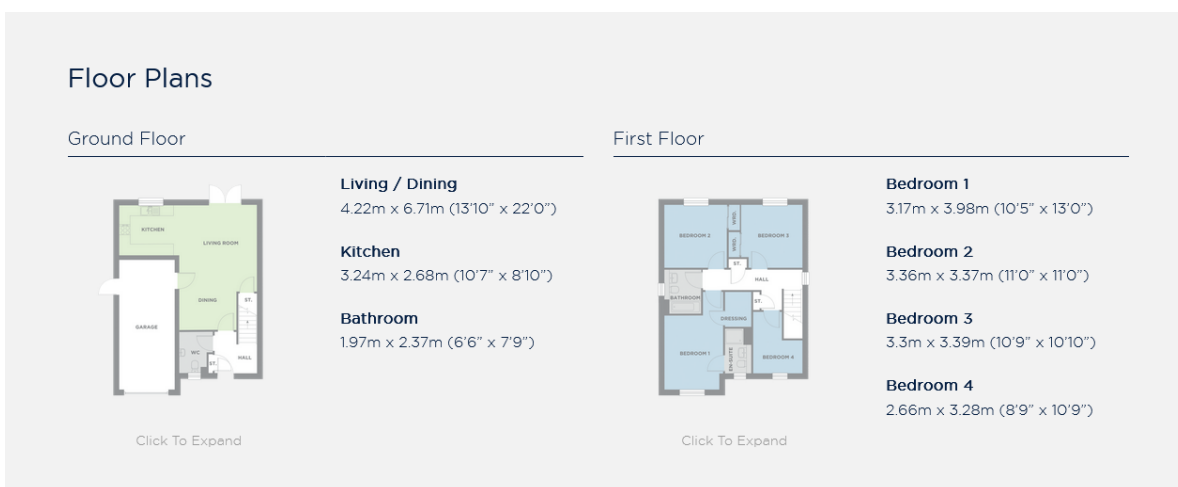 Floor Plans
Ground Floor
KITCHEN
LIVING ROOM
DINING
ST.
GARAGE
WC
ST.
HALL
Click To Expand
Living / Dining
4.22m x 6.71m (13’10” x 22’0”)
Kitchen
3.24m x 2.68m (10’7” x 8’10”)
Bathroom
1.97m x 2.37m (6’6” x 7’9”)
First Floor
BEDROOM 2
WRD.
WRD.
BEDROOM 3
ST.
HALL
BATHROOM
ST.
DRESSING
BEDROOM 1
EN-SUITE
BEDROOM 4
Click To Expand
Bedroom 1
3.17m x 3.98m (10’5” x 13’0”)
Bedroom 2
3.36m x 3.37m (11’0” x 11’0”)
Bedroom 3
3.3m x 3.39m (10’9” x 10’10”)
Bedroom 4
2.66m x 3.28m (8’9” x 10’9”)